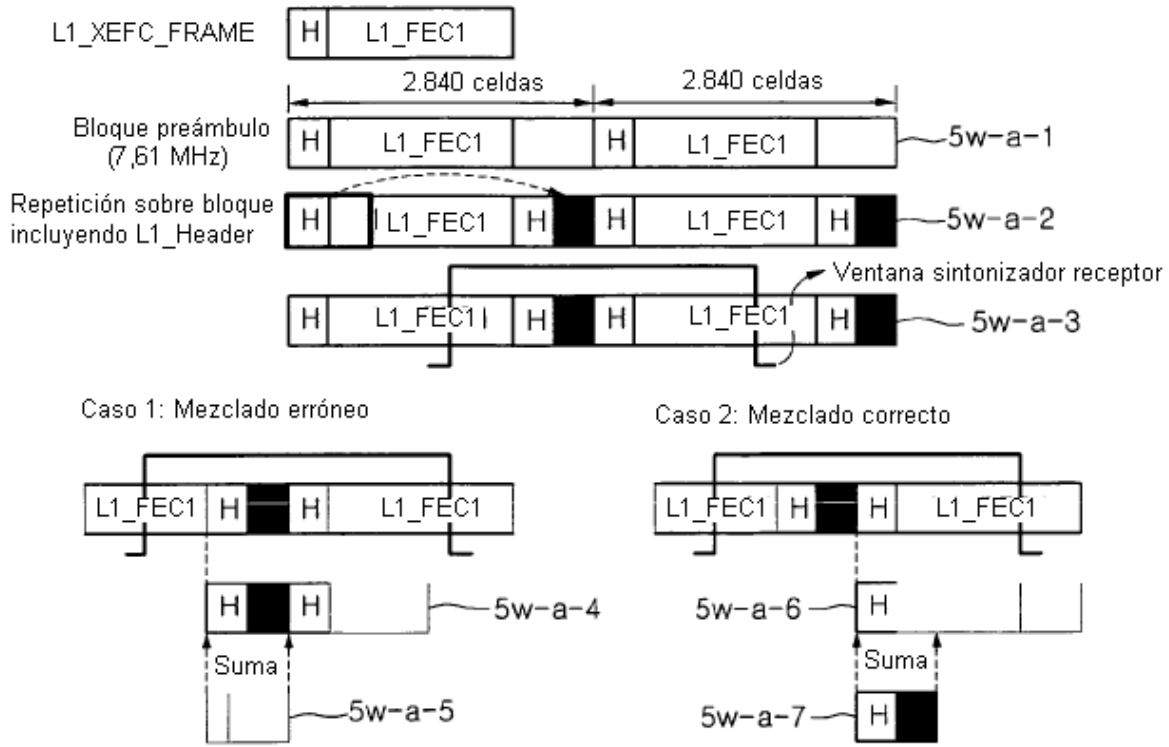 L1_XEFC_FRAME H L1_FEC1
2.840 celdas 2.840 celdas
Bloque preámbulo
(7,61 MHz)
H L1_FEC1 H L1_FEC1 5w-a-1
Repetición sobre bloque
incluyendo L1_Header
H L1_FEC1 H H L1_FEC1 H 5w-a-2
Ventana sintonizador receptor
H L1_FEC1 H H L1_FEC1 H 5w-a-3
Caso 1: Mezclado erróneo
Caso 2: Mezclado correcto
L1_FEC1 H H L1_FEC1
L1_FEC1 H H L1_FEC1
H H 5w-a-4
5w-a-6 H
Suma
Suma
5w-a-5
5w-a-7 H